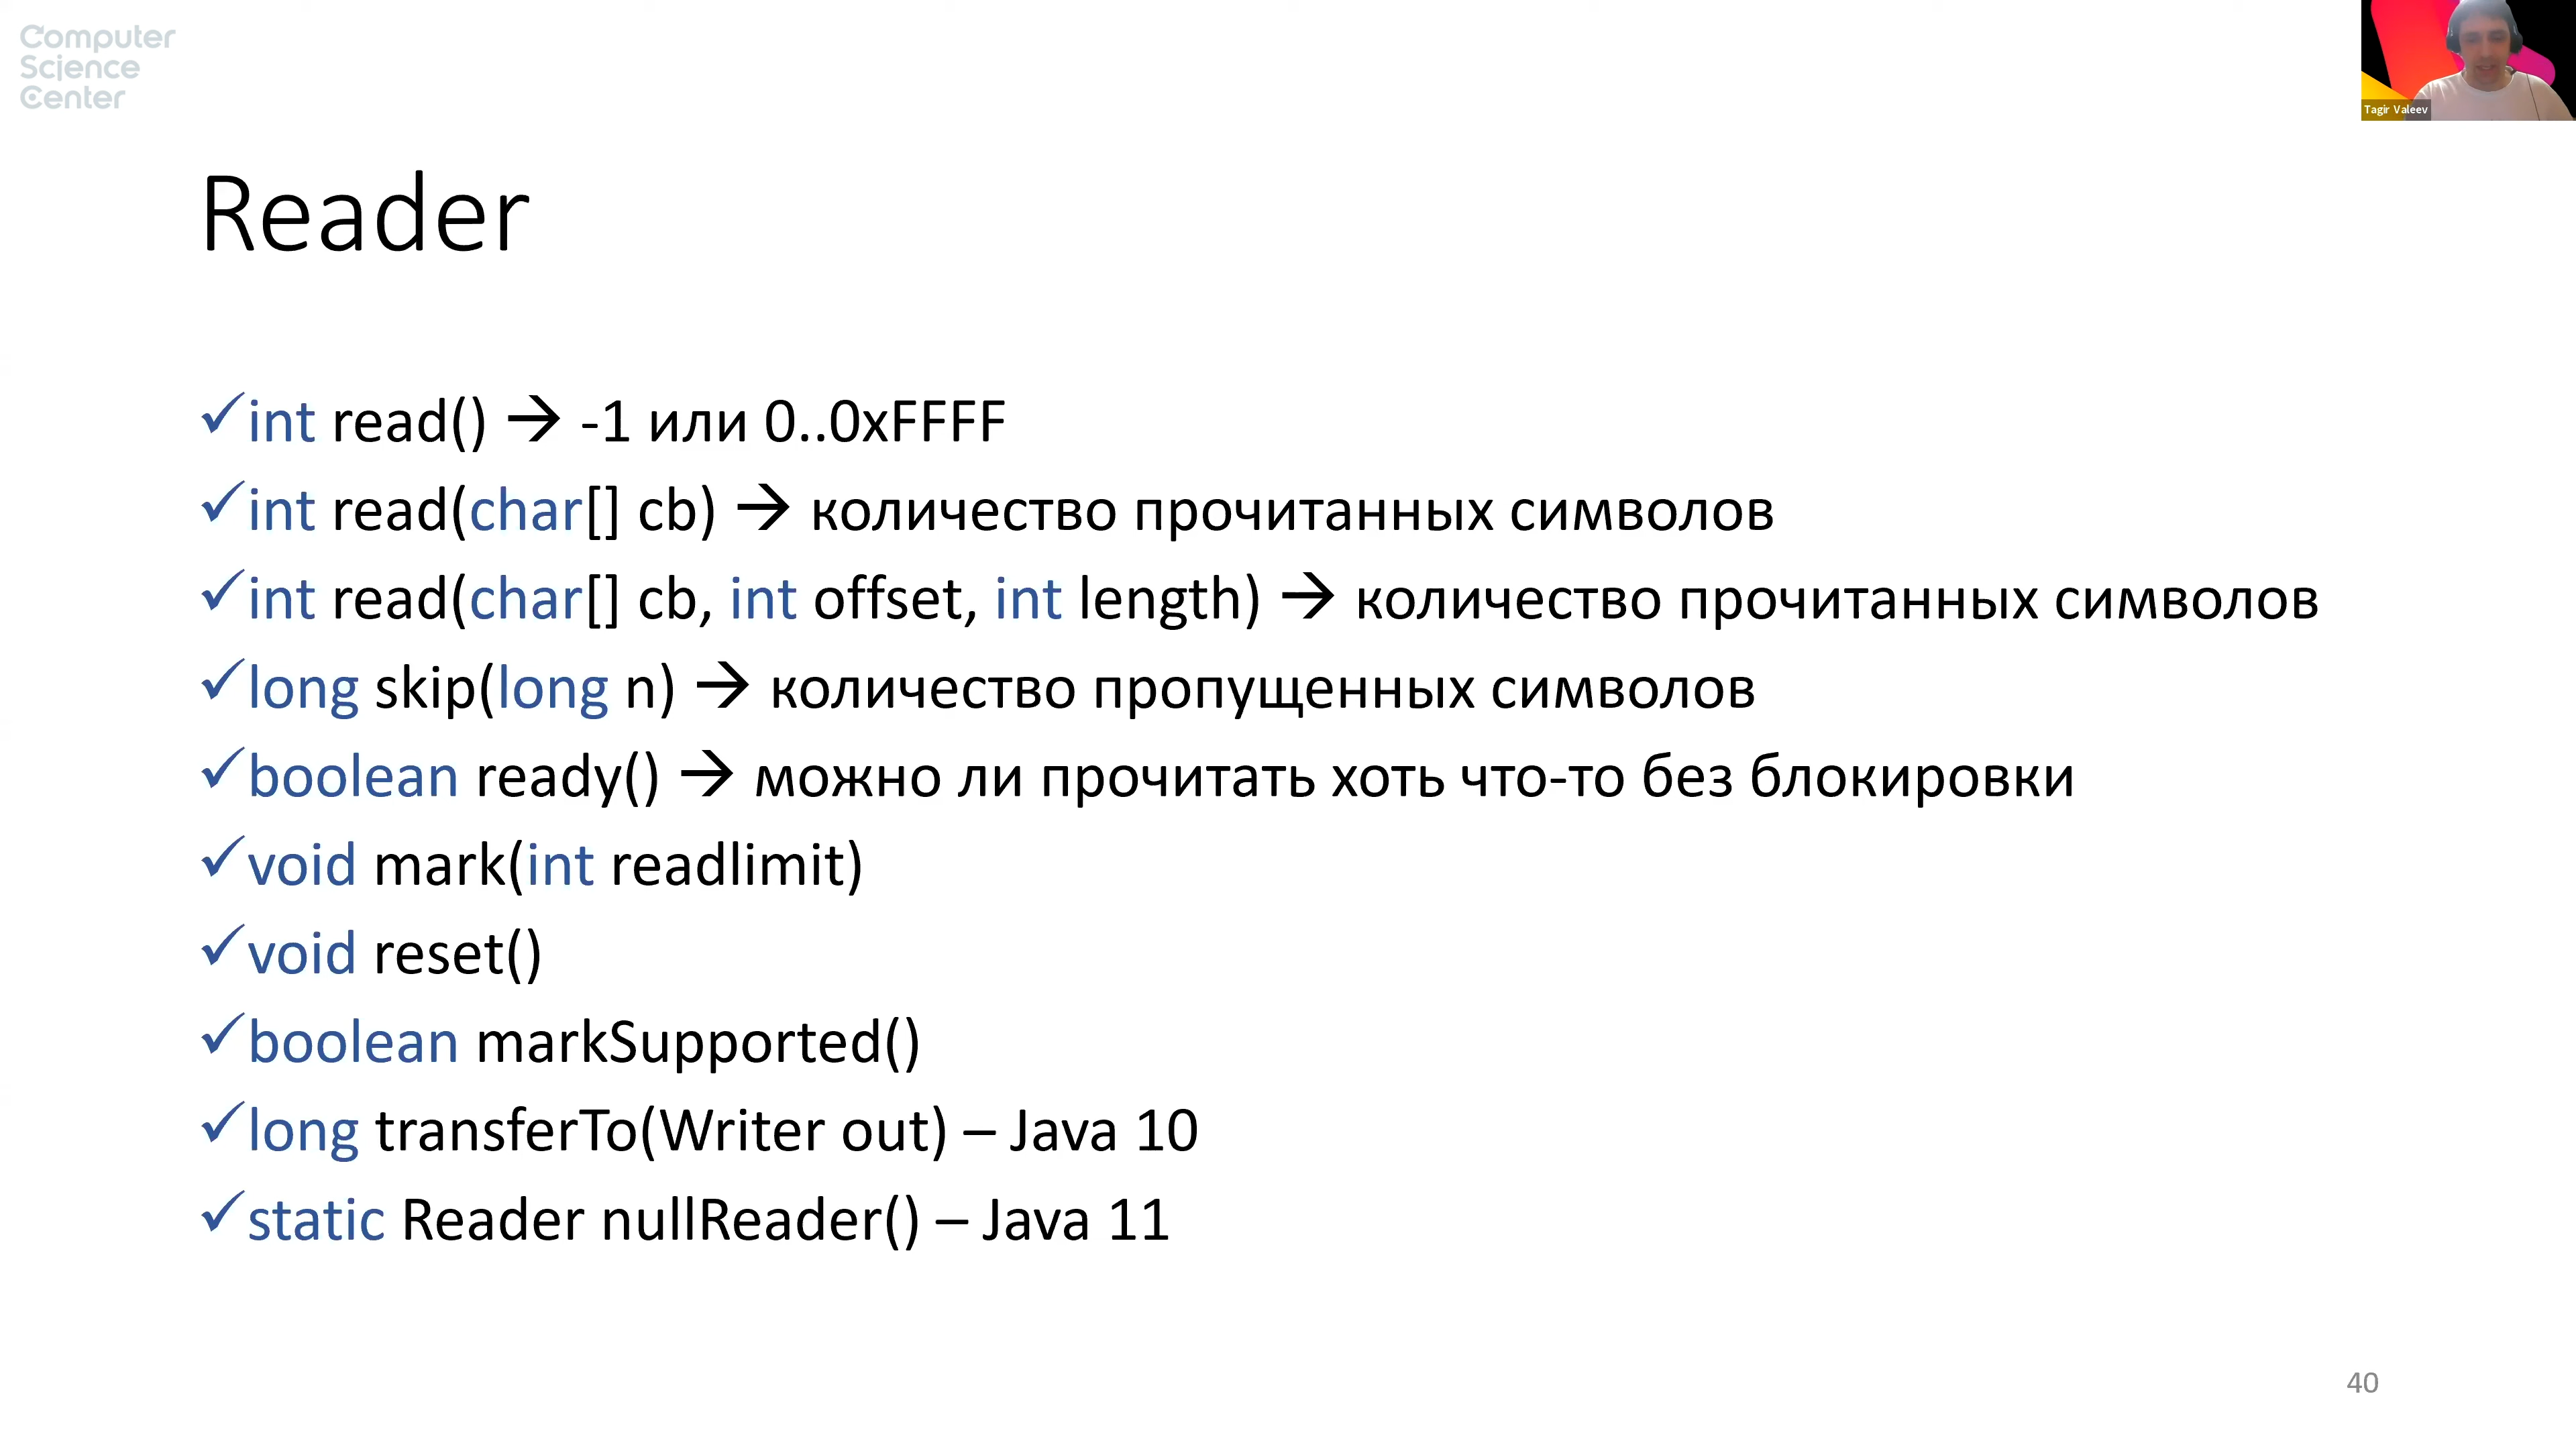 Computer
Science
Center
Tagir Valeev
Reader
✓int read() → -1 или 0..0xFFFF
✓int read(char[] cb) → количество прочитанных символов
✓int read(char[] cb, int offset, int length) → количество прочитанных символов
✓long skip(long n) → количество пропущенных символов
✓boolean ready() → можно ли прочитать хоть что-то без блокировки
✓void mark(int readlimit)
✓void reset()
✓boolean markSupported()
✓long transferTo(Writer out) – Java 10
✓static Reader nullReader() – Java 11
40